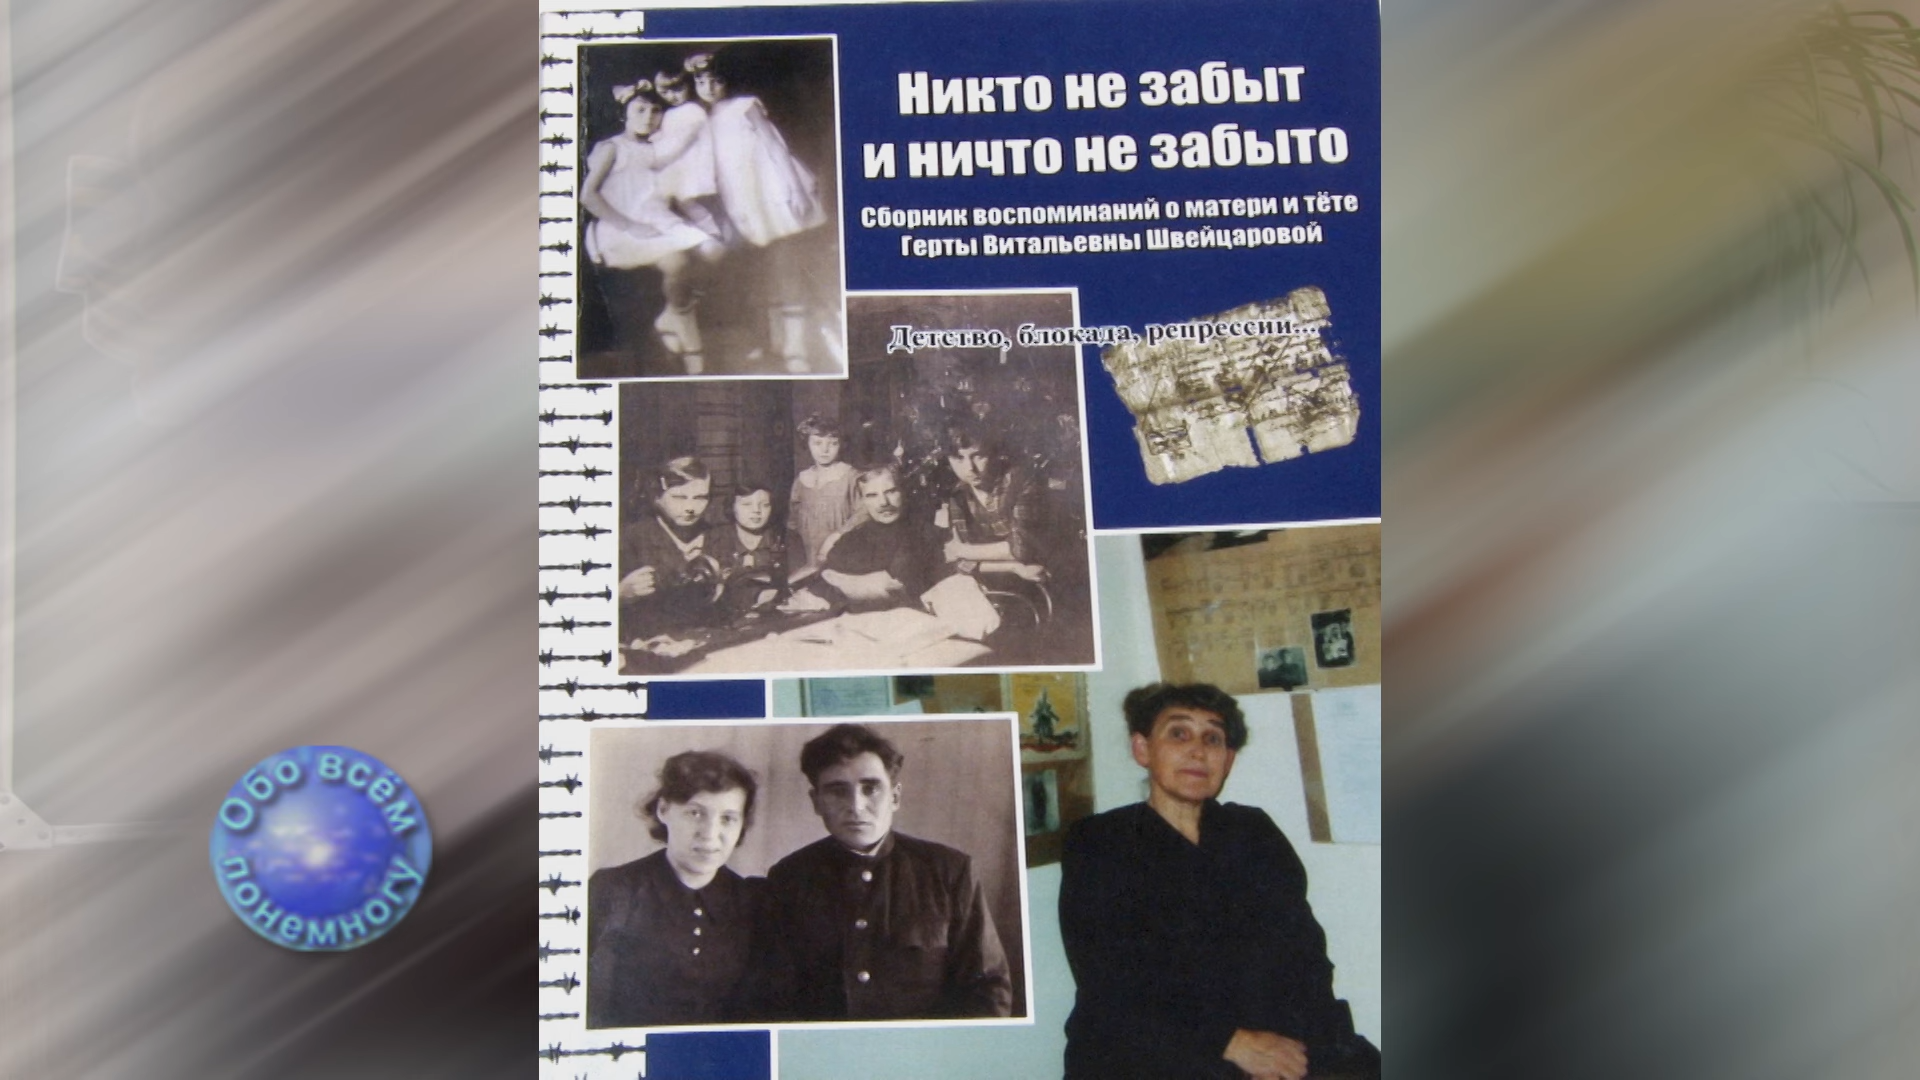 Никто не забыт
и ничто не забыто
Сборник воспоминаний о матери и тёте
Герты Витальевны Швейцаровой
Детство, блокада, репрессии...
Обо всём
понемногу